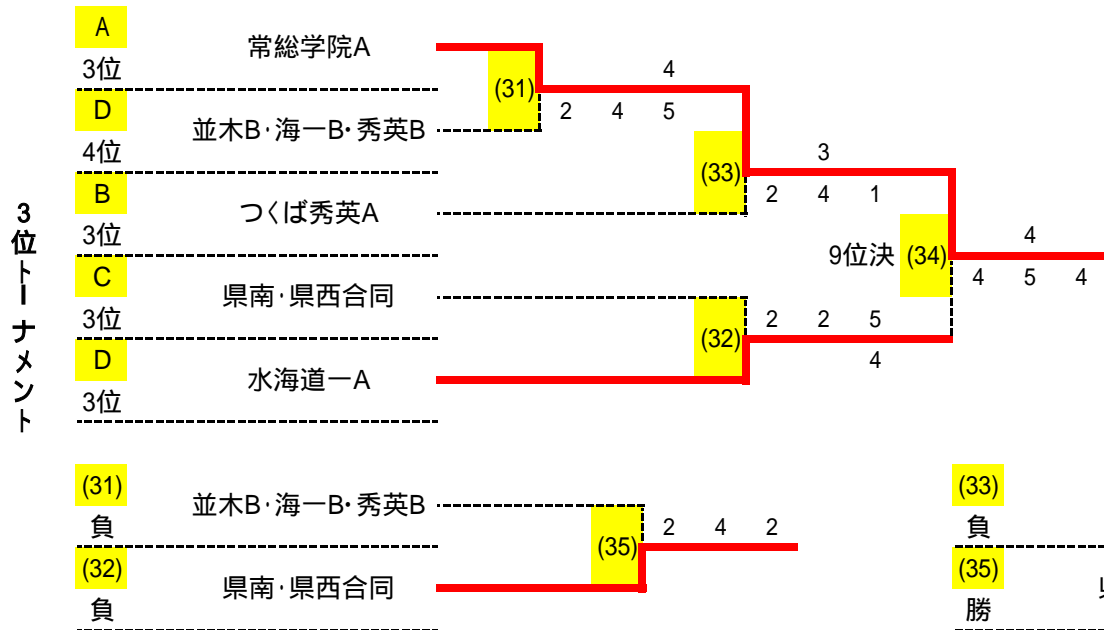 3位トーナメント
A
3位
常総学院A
(31)
4
2 4 5
D
4位
並木B・海一B・秀英B
(33)
3
2 4 1
B
3位
つくば秀英A
9位決
(34)
4
4 5 4
C
3位
県南・県西合同
(32)
2 2 5
4
D
3位
水海道一A
(31)
負
並木B・海一B・秀英B
(35)
2 4 2
(32)
負
県南・県西合同
(33)
負
(35)
勝